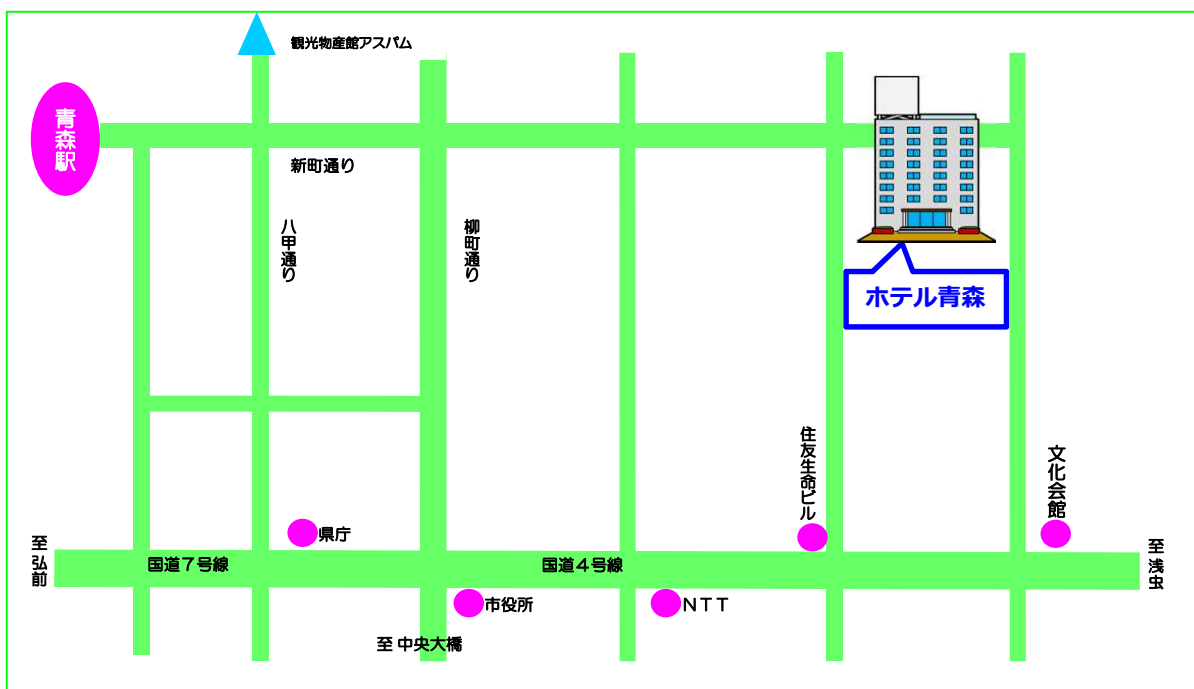 観光物産館アスパム
青森駅
新町通り
八甲通り
柳町通り
ホテル青森
住友生命ビル
文化会館
県庁
至弘前
国道7号線
国道4号線
至浅虫
市役所
NTT
至 中央大橋